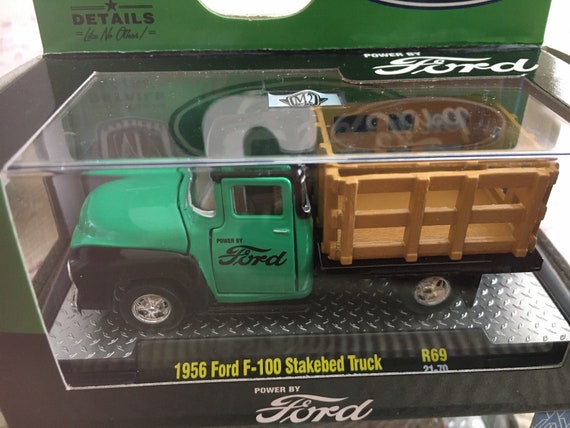 DETAILS
Like No Other!
POWER BY
Ford
M2
POWER BY
Ford
1956 Ford F-100 Stakebed Truck R69
21-70
POWER BY
Ford